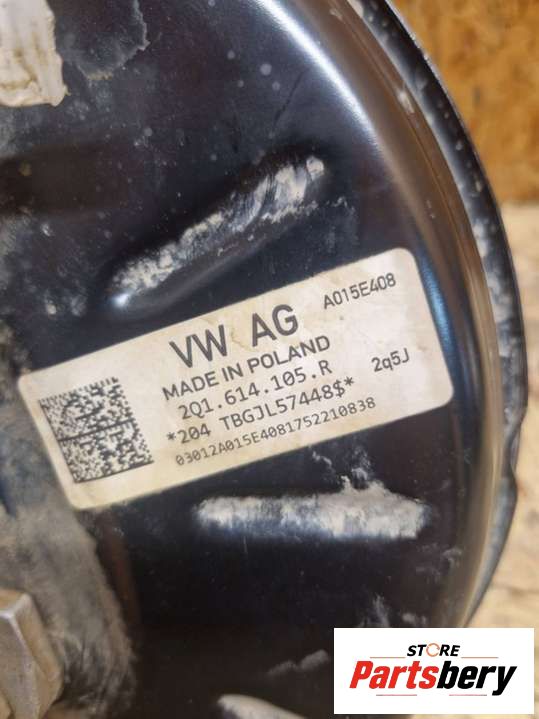 A015E408
VW AG
MADE IN POLAND
2Q1.614.105.R 2q5J
*204 TBGJL57448$*
03012A015E4081752210838
STORE
Partsbery